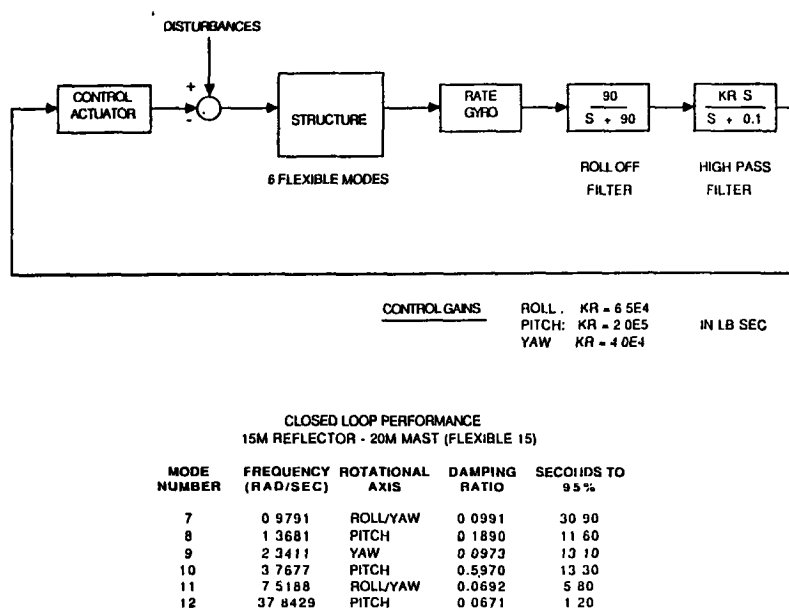 DISTURBANCES
+
-
CONTROL
ACTUATOR
STRUCTURE
6 FLEXIBLE MODES
RATE
GYRO
90
S + 90
ROLL OFF
FILTER
KR S
S + 0.1
HIGH PASS
FILTER
CONTROL GAINS
ROLL. KR = 6 5E4
PITCH: KR = 2 0E5 IN LB SEC
YAW KR = 4 0E4
CLOSED LOOP PERFORMANCE
15M REFLECTOR - 20M MAST (FLEXIBLE 15)
MODE NUMBER FREQUENCY (RAD/SEC) ROTATIONAL AXIS DAMPING RATIO SECONDS TO 95%
7 0 9791 ROLL/YAW 0 0991 30 90
8 1 3681 PITCH 0 1890 11 60
9 2 3411 YAW 0 0973 13 10
10 3 7677 PITCH 0.5970 13 30
11 7 5188 ROLL/YAW 0.0692 5 80
12 37 8429 PITCH 0 0671 1 20